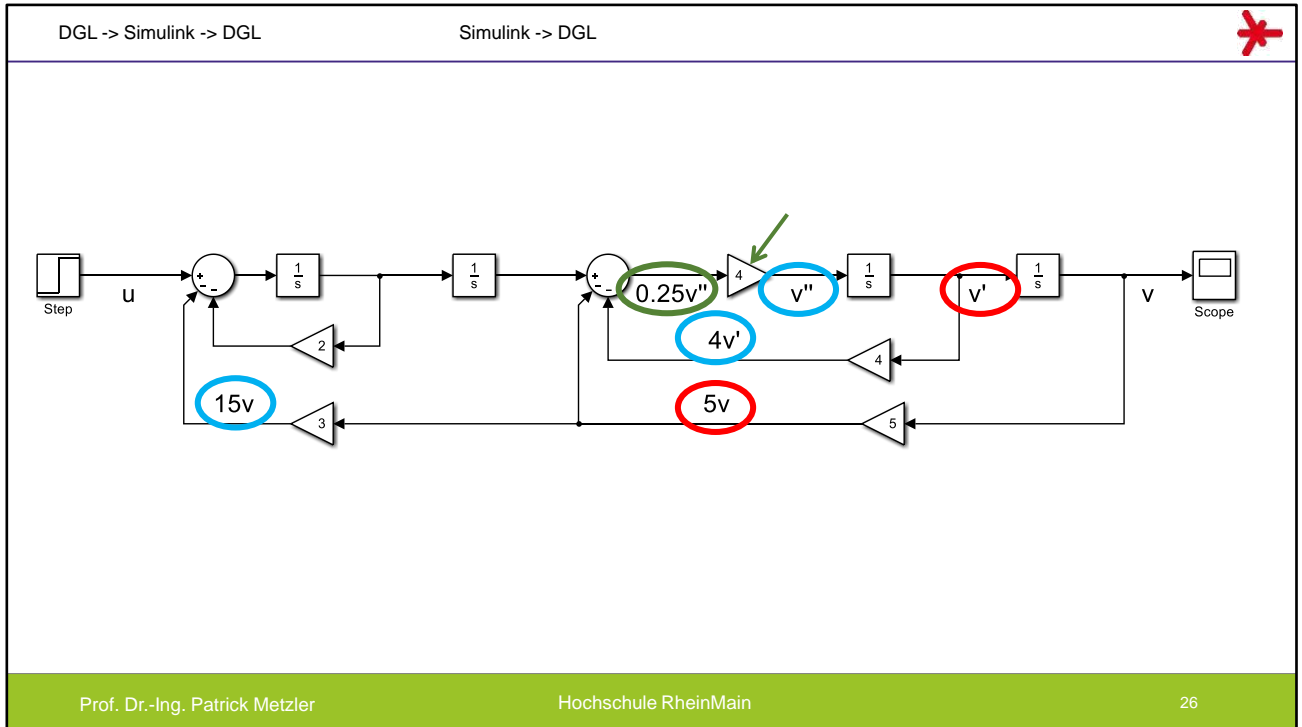 DGL -> Simulink -> DGL
Simulink -> DGL
Step
u
+
-
-
1
s
1
s
+
-
-
0.25v''
4
v''
1
s
v'
1
s
v
Scope
2
4v'
4
15v
3
5v
5
Prof. Dr.-Ing. Patrick Metzler
Hochschule RheinMain
26